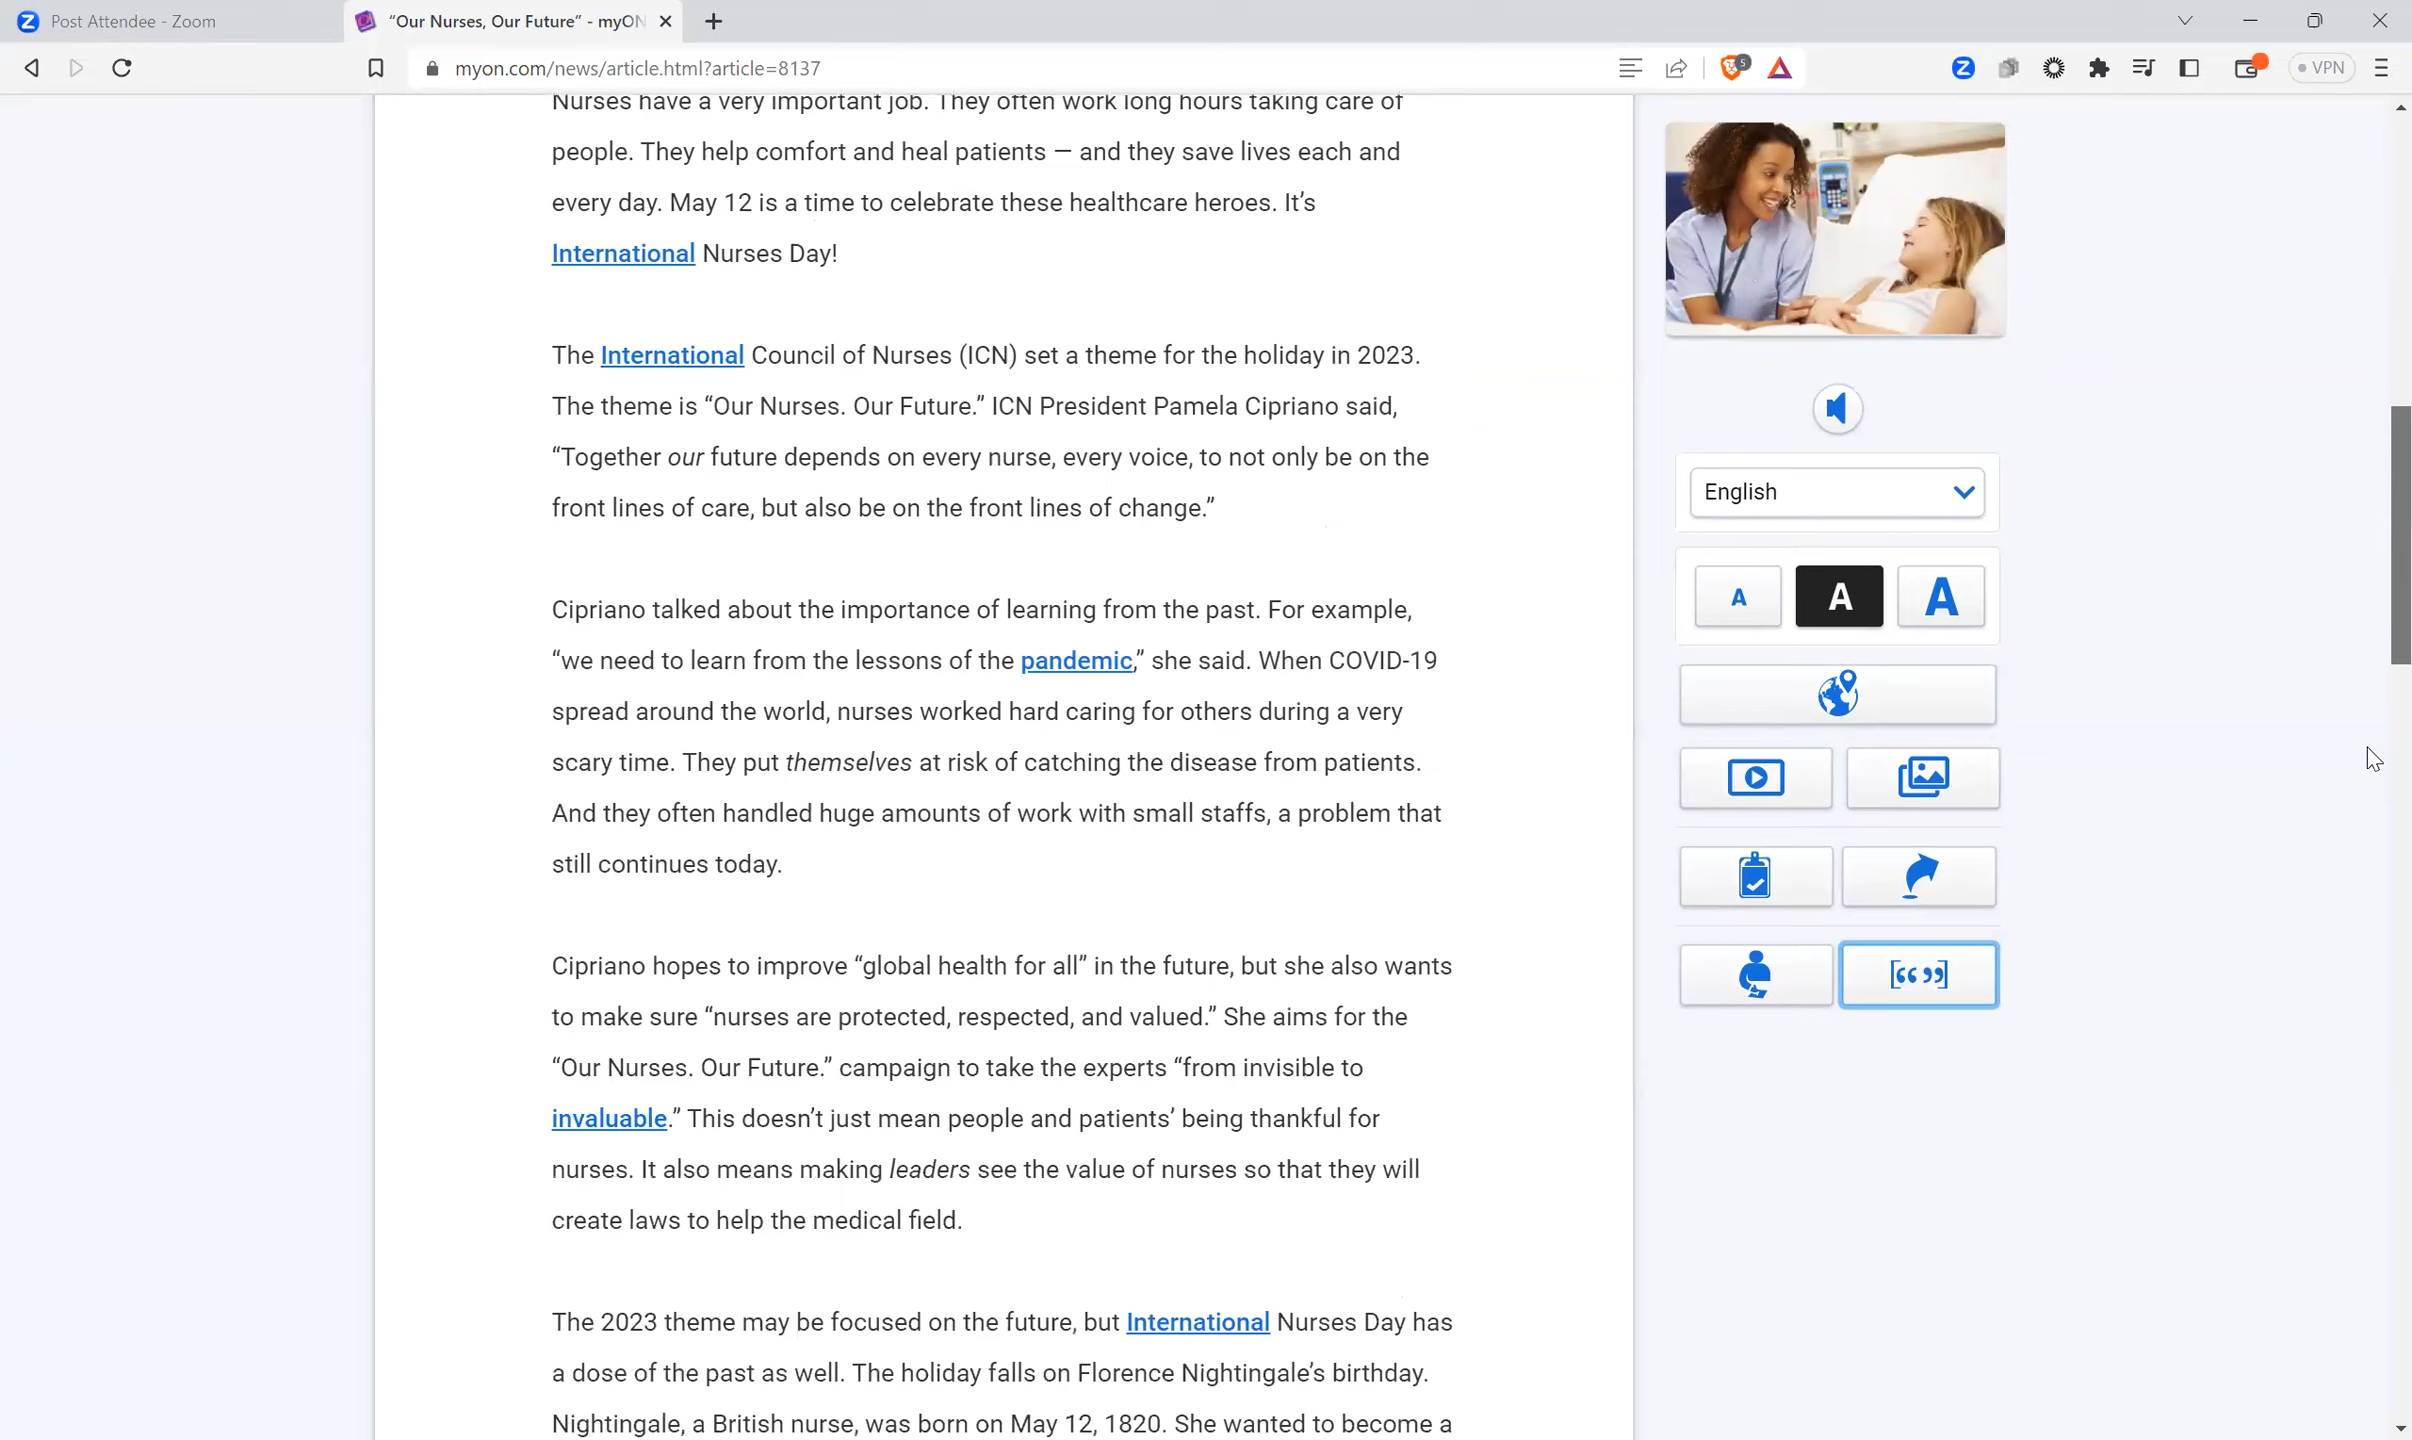 Post Attendee - Zoom
“Our Nurses, Our Future” - myON
myon.com/news/article.html?article=8137
5
VPN
Nurses have a very important job. They often work long hours taking care of
people. They help comfort and heal patients — and they save lives each and
every day. May 12 is a time to celebrate these healthcare heroes. It’s
International Nurses Day!
The International Council of Nurses (ICN) set a theme for the holiday in 2023.
The theme is “Our Nurses. Our Future.” ICN President Pamela Cipriano said,
“Together our future depends on every nurse, every voice, to not only be on the
front lines of care, but also be on the front lines of change.”
Cipriano talked about the importance of learning from the past. For example,
“we need to learn from the lessons of the pandemic,” she said. When COVID-19
spread around the world, nurses worked hard caring for others during a very
scary time. They put themselves at risk of catching the disease from patients.
And they often handled huge amounts of work with small staffs, a problem that
still continues today.
Cipriano hopes to improve “global health for all” in the future, but she also wants
to make sure “nurses are protected, respected, and valued.” She aims for the
“Our Nurses. Our Future.” campaign to take the experts “from invisible to
invaluable.” This doesn’t just mean people and patients’ being thankful for
nurses. It also means making leaders see the value of nurses so that they will
create laws to help the medical field.
The 2023 theme may be focused on the future, but International Nurses Day has
a dose of the past as well. The holiday falls on Florence Nightingale’s birthday.
Nightingale, a British nurse, was born on May 12, 1820. She wanted to become a
English
A A A
[“ ”]